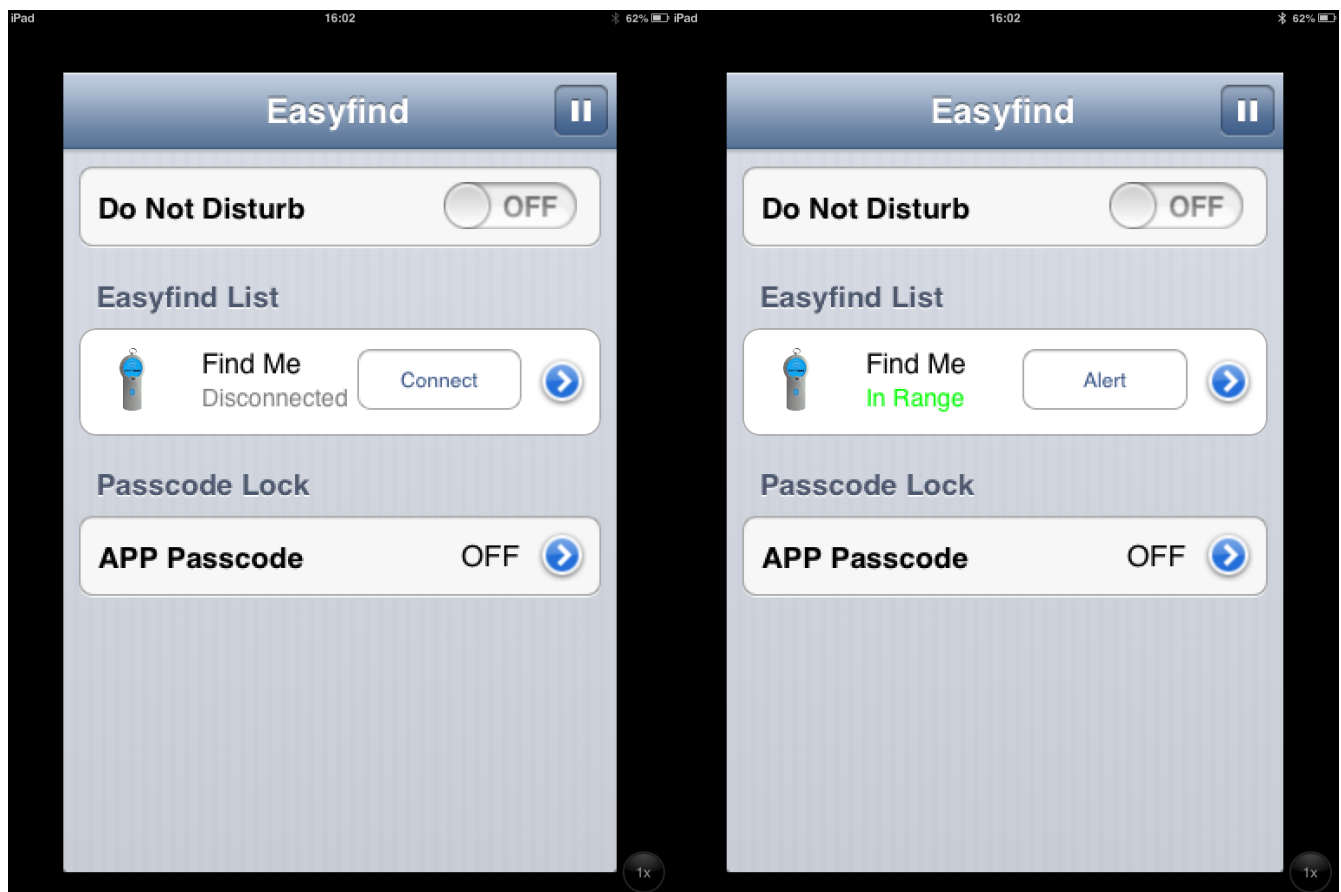 iPad 16:02 62%
Easyfind
Do Not Disturb OFF
Easyfind List
Find Me
Disconnected
Connect
Passcode Lock
APP Passcode OFF
1x
iPad 16:02 62%
Easyfind
Do Not Disturb OFF
Easyfind List
Find Me
In Range
Alert
Passcode Lock
APP Passcode OFF
1x